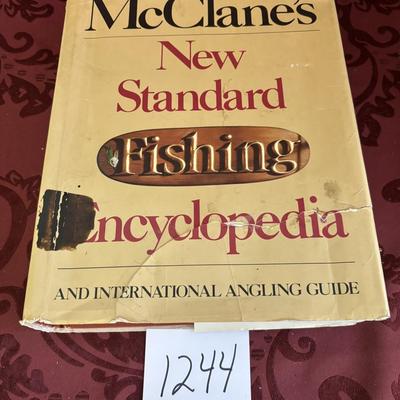 McClane's
New
Standard
Fishing
Encyclopedia
AND INTERNATIONAL ANGLING GUIDE
1244